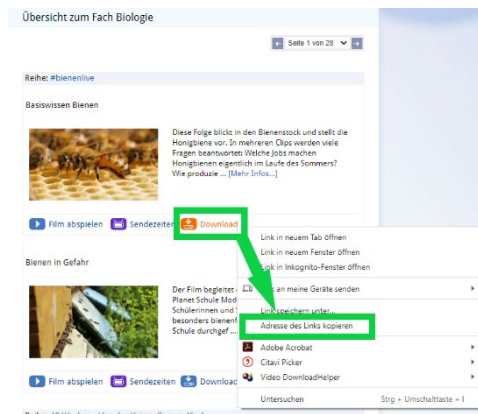 Übersicht zum Fach Biologie
Seite 1 von 28
Reihe: #bienenlive
Basiswissen Bienen
Diese Folge blickt in den Bienenstock und stellt die
Honigbiene vor. In mehreren Clips werden viele
Fragen beantwortet: Welche Jobs machen
Honigbienen eigentlich im Laufe des Sommers?
Wie produzie ... [Mehr Infos...]
Film abspielen Sendezeiten Download
Link in neuem Tab öffnen
Link in neuem Fenster öffnen
Link in Inkognito-Fenster öffnen
an meine Geräte senden
Link speichern unter...
Adresse des Links kopieren
Adobe Acrobat
Citavi Picker
Video DownloadHelper
Untersuchen Strg + Umschalttaste + I
Bienen in Gefahr
Der Film begleitet
Planet Schule Mod
Schülerinnen und
besonders bienenf
Schule durchgef ...
Film abspielen Sendezeiten Download